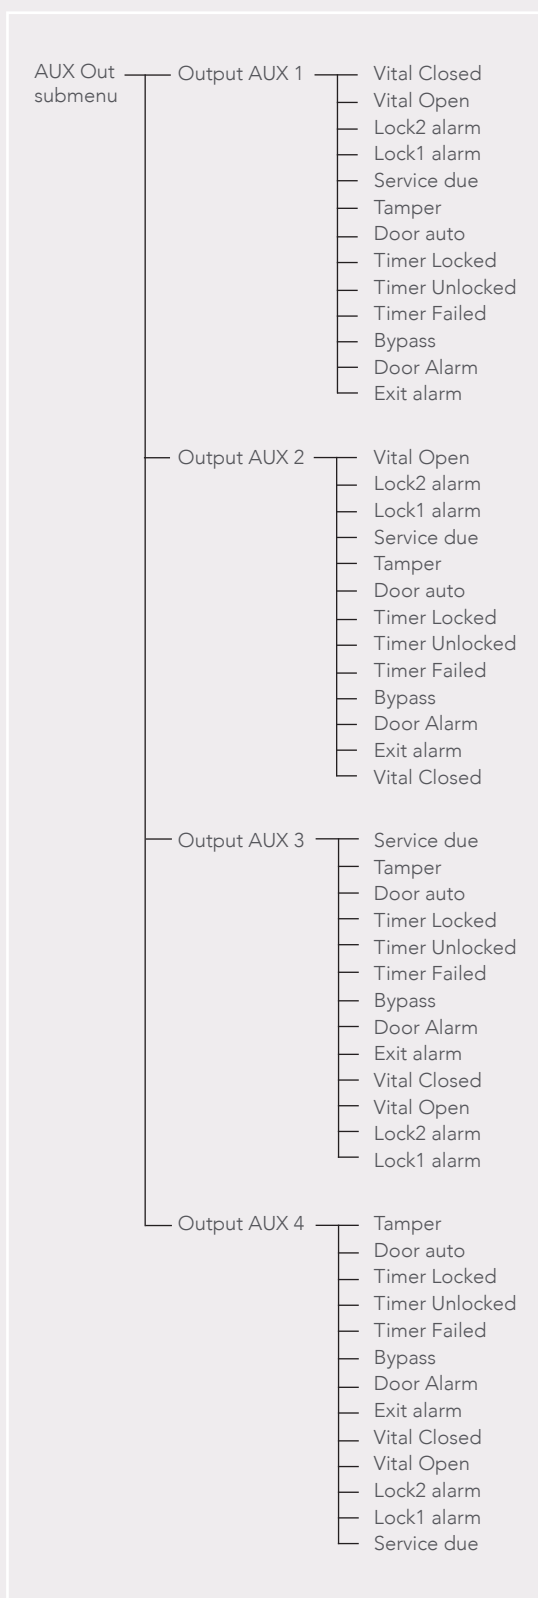 AUX Out
submenu
Output AUX 1
Vital Closed
Vital Open
Lock2 alarm
Lock1 alarm
Service due
Tamper
Door auto
Timer Locked
Timer Unlocked
Timer Failed
Bypass
Door Alarm
Exit alarm
Output AUX 2
Vital Open
Lock2 alarm
Lock1 alarm
Service due
Tamper
Door auto
Timer Locked
Timer Unlocked
Timer Failed
Bypass
Door Alarm
Exit alarm
Vital Closed
Output AUX 3
Service due
Tamper
Door auto
Timer Locked
Timer Unlocked
Timer Failed
Bypass
Door Alarm
Exit alarm
Vital Closed
Vital Open
Lock2 alarm
Lock1 alarm
Output AUX 4
Tamper
Door auto
Timer Locked
Timer Unlocked
Timer Failed
Bypass
Door Alarm
Exit alarm
Vital Closed
Vital Open
Lock2 alarm
Lock1 alarm
Service due